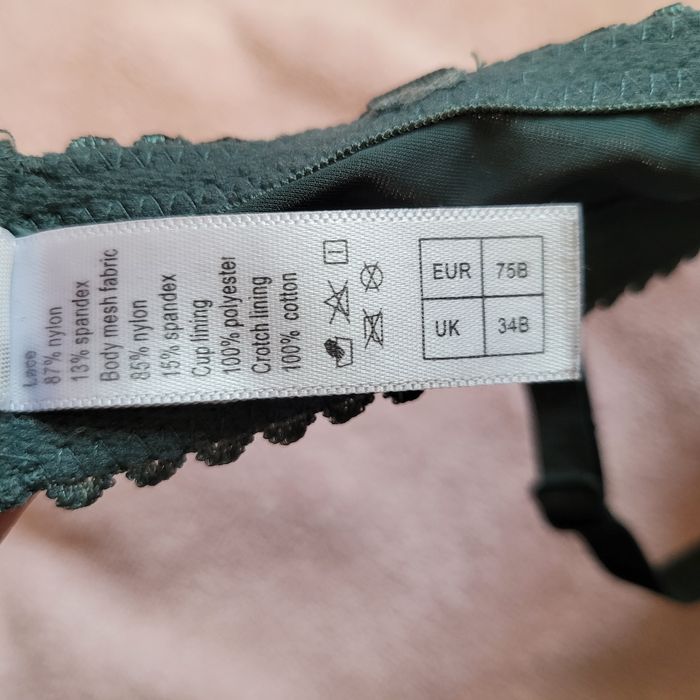 Lace
87% nylon
13% spandex
Body mesh fabric
85% nylon
15% spandex
Cup lining
100% polyester
Crotch lining
100% cotton
EUR 75B
UK 34B